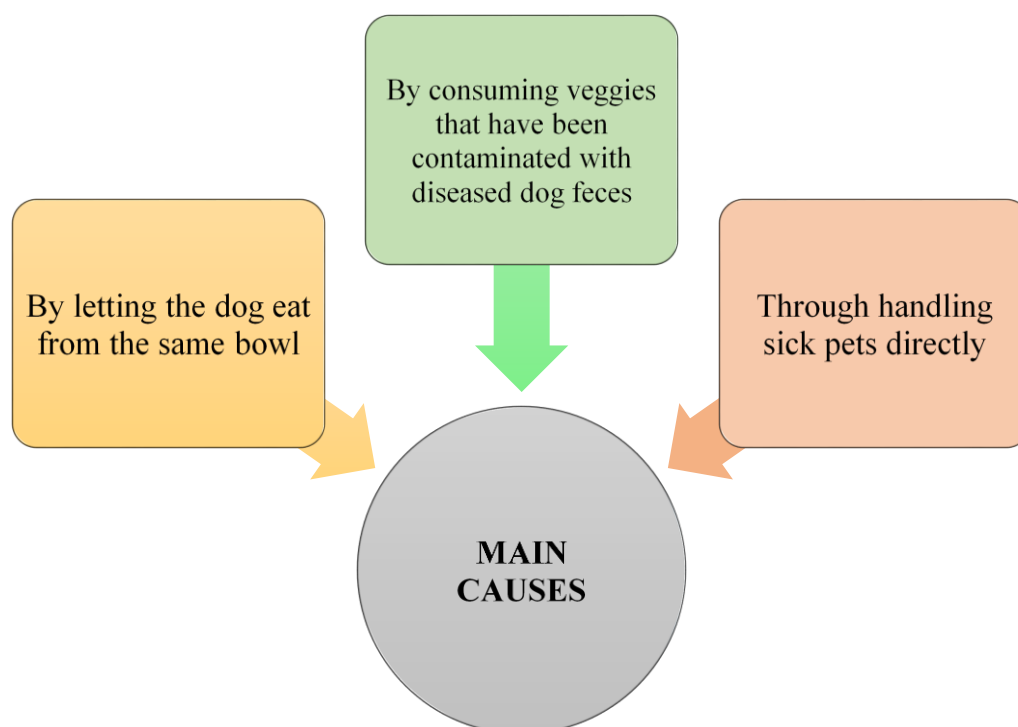 By consuming veggies
that have been
contaminated with
diseased dog feces
By letting the dog eat
from the same bowl
Through handling
sick pets directly
MAIN
CAUSES